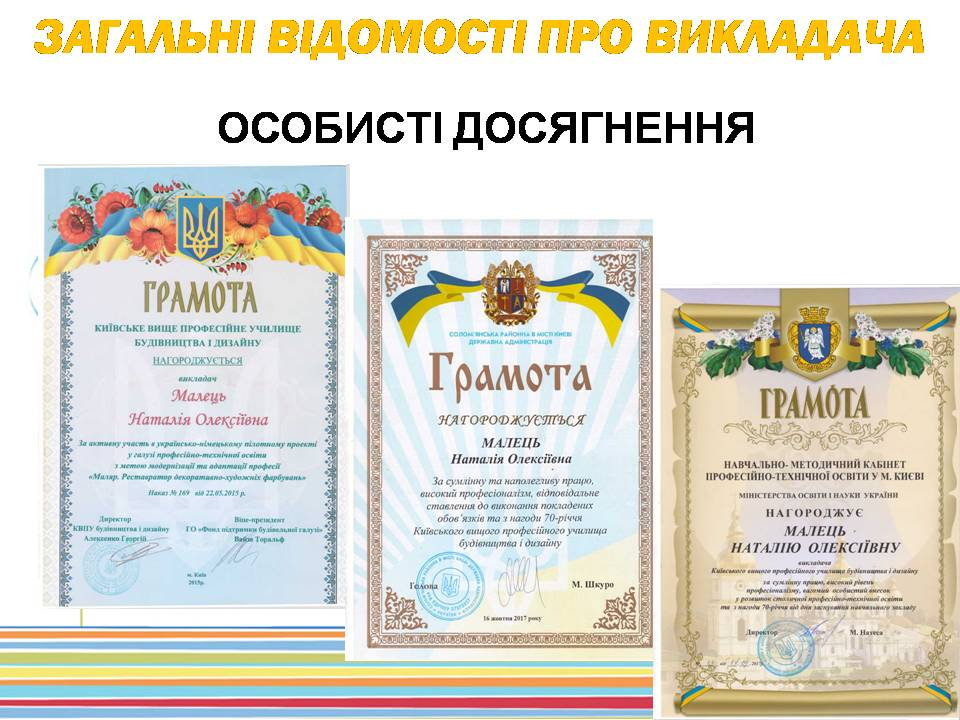 ЗАГАЛЬНІ ВІДОМОСТІ ПРО ВИКЛАДАЧА
ОСОБИСТІ ДОСЯГНЕННЯ
ГРАМОТА
КИЇВСЬКЕ ВИЩЕ ПРОФЕСІЙНЕ УЧИЛИЩЕ
БУДІВНИЦТВА І ДИЗАЙНУ
НАГОРОДЖУЄТЬСЯ
викладач
Малець
Наталія Олексіївна
За активну участь в українсько-німецькому пілотному проекті
у галузі професійно-технічної освіти
з метою модернізації та адаптації професії
«Маляр. Реставратор декоративно-художніх фарбувань»
Наказ № 169 від 22.05.2015 р.
Директор
КВПУ будівництва і дизайну
Алексенко Георгій
Віце-президент
ГО «Фонд підтримки будівельної галузі»
Вайзе Торальф
м. Київ
2015р.
СОЛОМ'ЯНСЬКА РАЙОННА В МІСТІ КИЄВІ
ДЕРЖАВНА АДМІНІСТРАЦІЯ
Грамота
НАГОРОДЖУЄТЬСЯ
МАЛЕЦЬ
Наталія Олексіївна
За сумлінну та наполегливу працю,
високий професіоналізм, відповідальне
ставлення до виконання покладених
обов'язків та з нагоди 70-річчя
Київського вищого професійного училища
будівництва і дизайну
Голова
М. Шкуро
16 жовтня 2017 року
ГРАМОТА
НАВЧАЛЬНО- МЕТОДИЧНИЙ КАБІНЕТ
ПРОФЕСІЙНО-ТЕХНІЧНОЇ ОСВІТИ У М. КИЄВІ
МІНІСТЕРСТВА ОСВІТИ І НАУКИ УКРАЇНИ
НАГОРОДЖУЄ
МАЛЕЦЬ
НАТАЛІЮ ОЛЕКСІЇВНУ
викладача
Київського вищого професійного училища будівництва і дизайну
за сумлінну працю, високий рівень
професіоналізму, вагомий особистий внесок
у розвиток столичної професійно-технічної освіти
та з нагоди 70-річчя від дня заснування навчального закладу
Директор